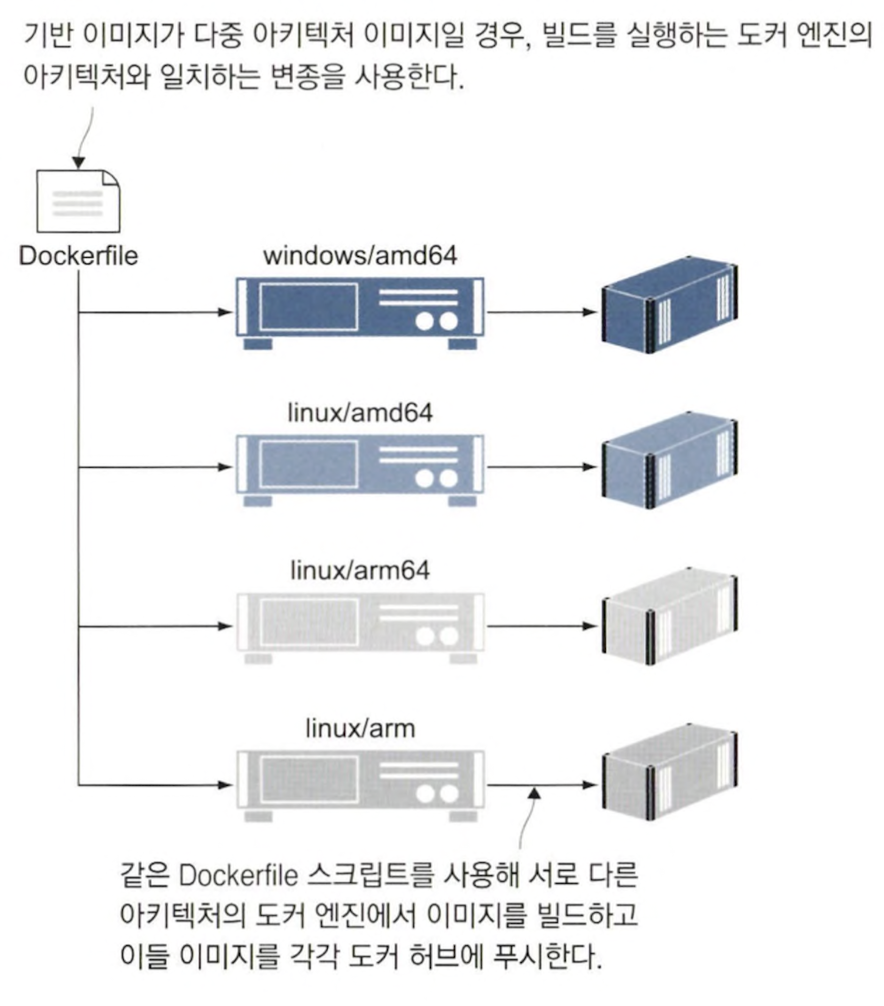 기반 이미지가 다중 아키텍처 이미지일 경우, 빌드를 실행하는 도커 엔진의
아키텍처와 일치하는 변종을 사용한다.
Dockerfile
windows/amd64
linux/amd64
linux/arm64
linux/arm
같은 Dockerfile 스크립트를 사용해 서로 다른
아키텍처의 도커 엔진에서 이미지를 빌드하고
이들 이미지를 각각 도커 허브에 푸시한다.